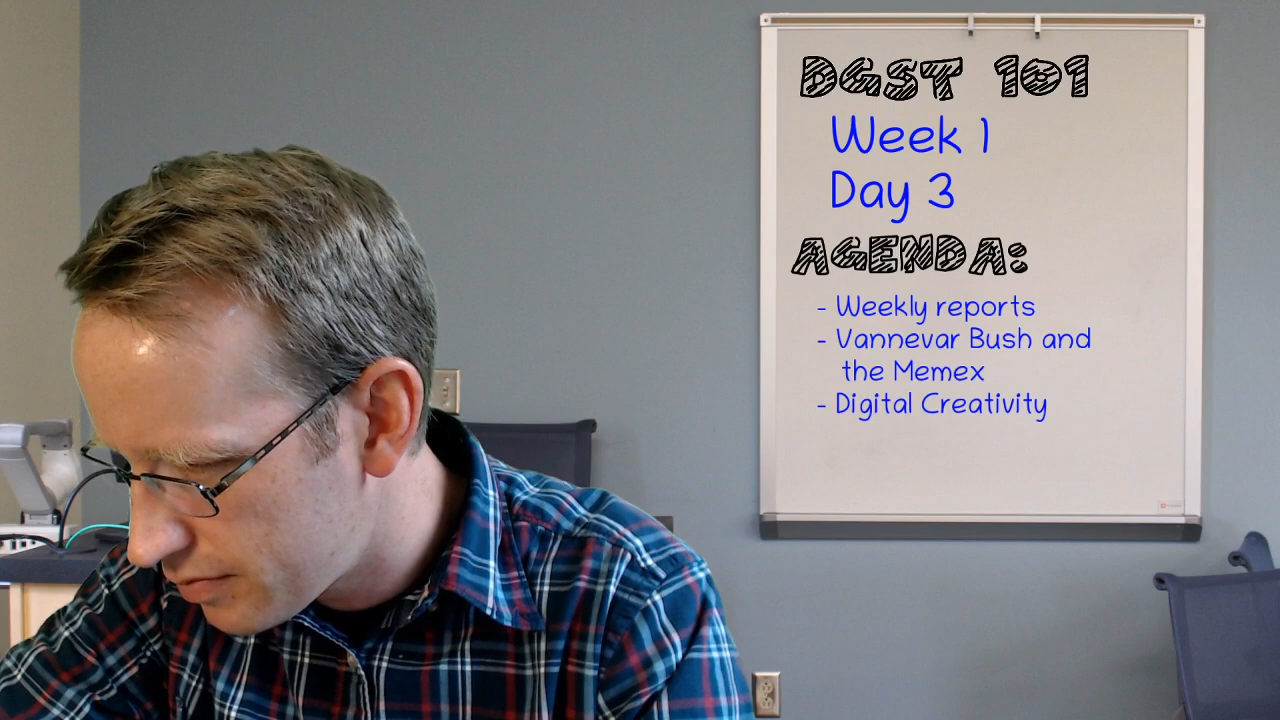 DGST 101
Week 1
Day 3
AGENDA:
- Weekly reports
- Vannevar Bush and
the Memex
- Digital Creativity